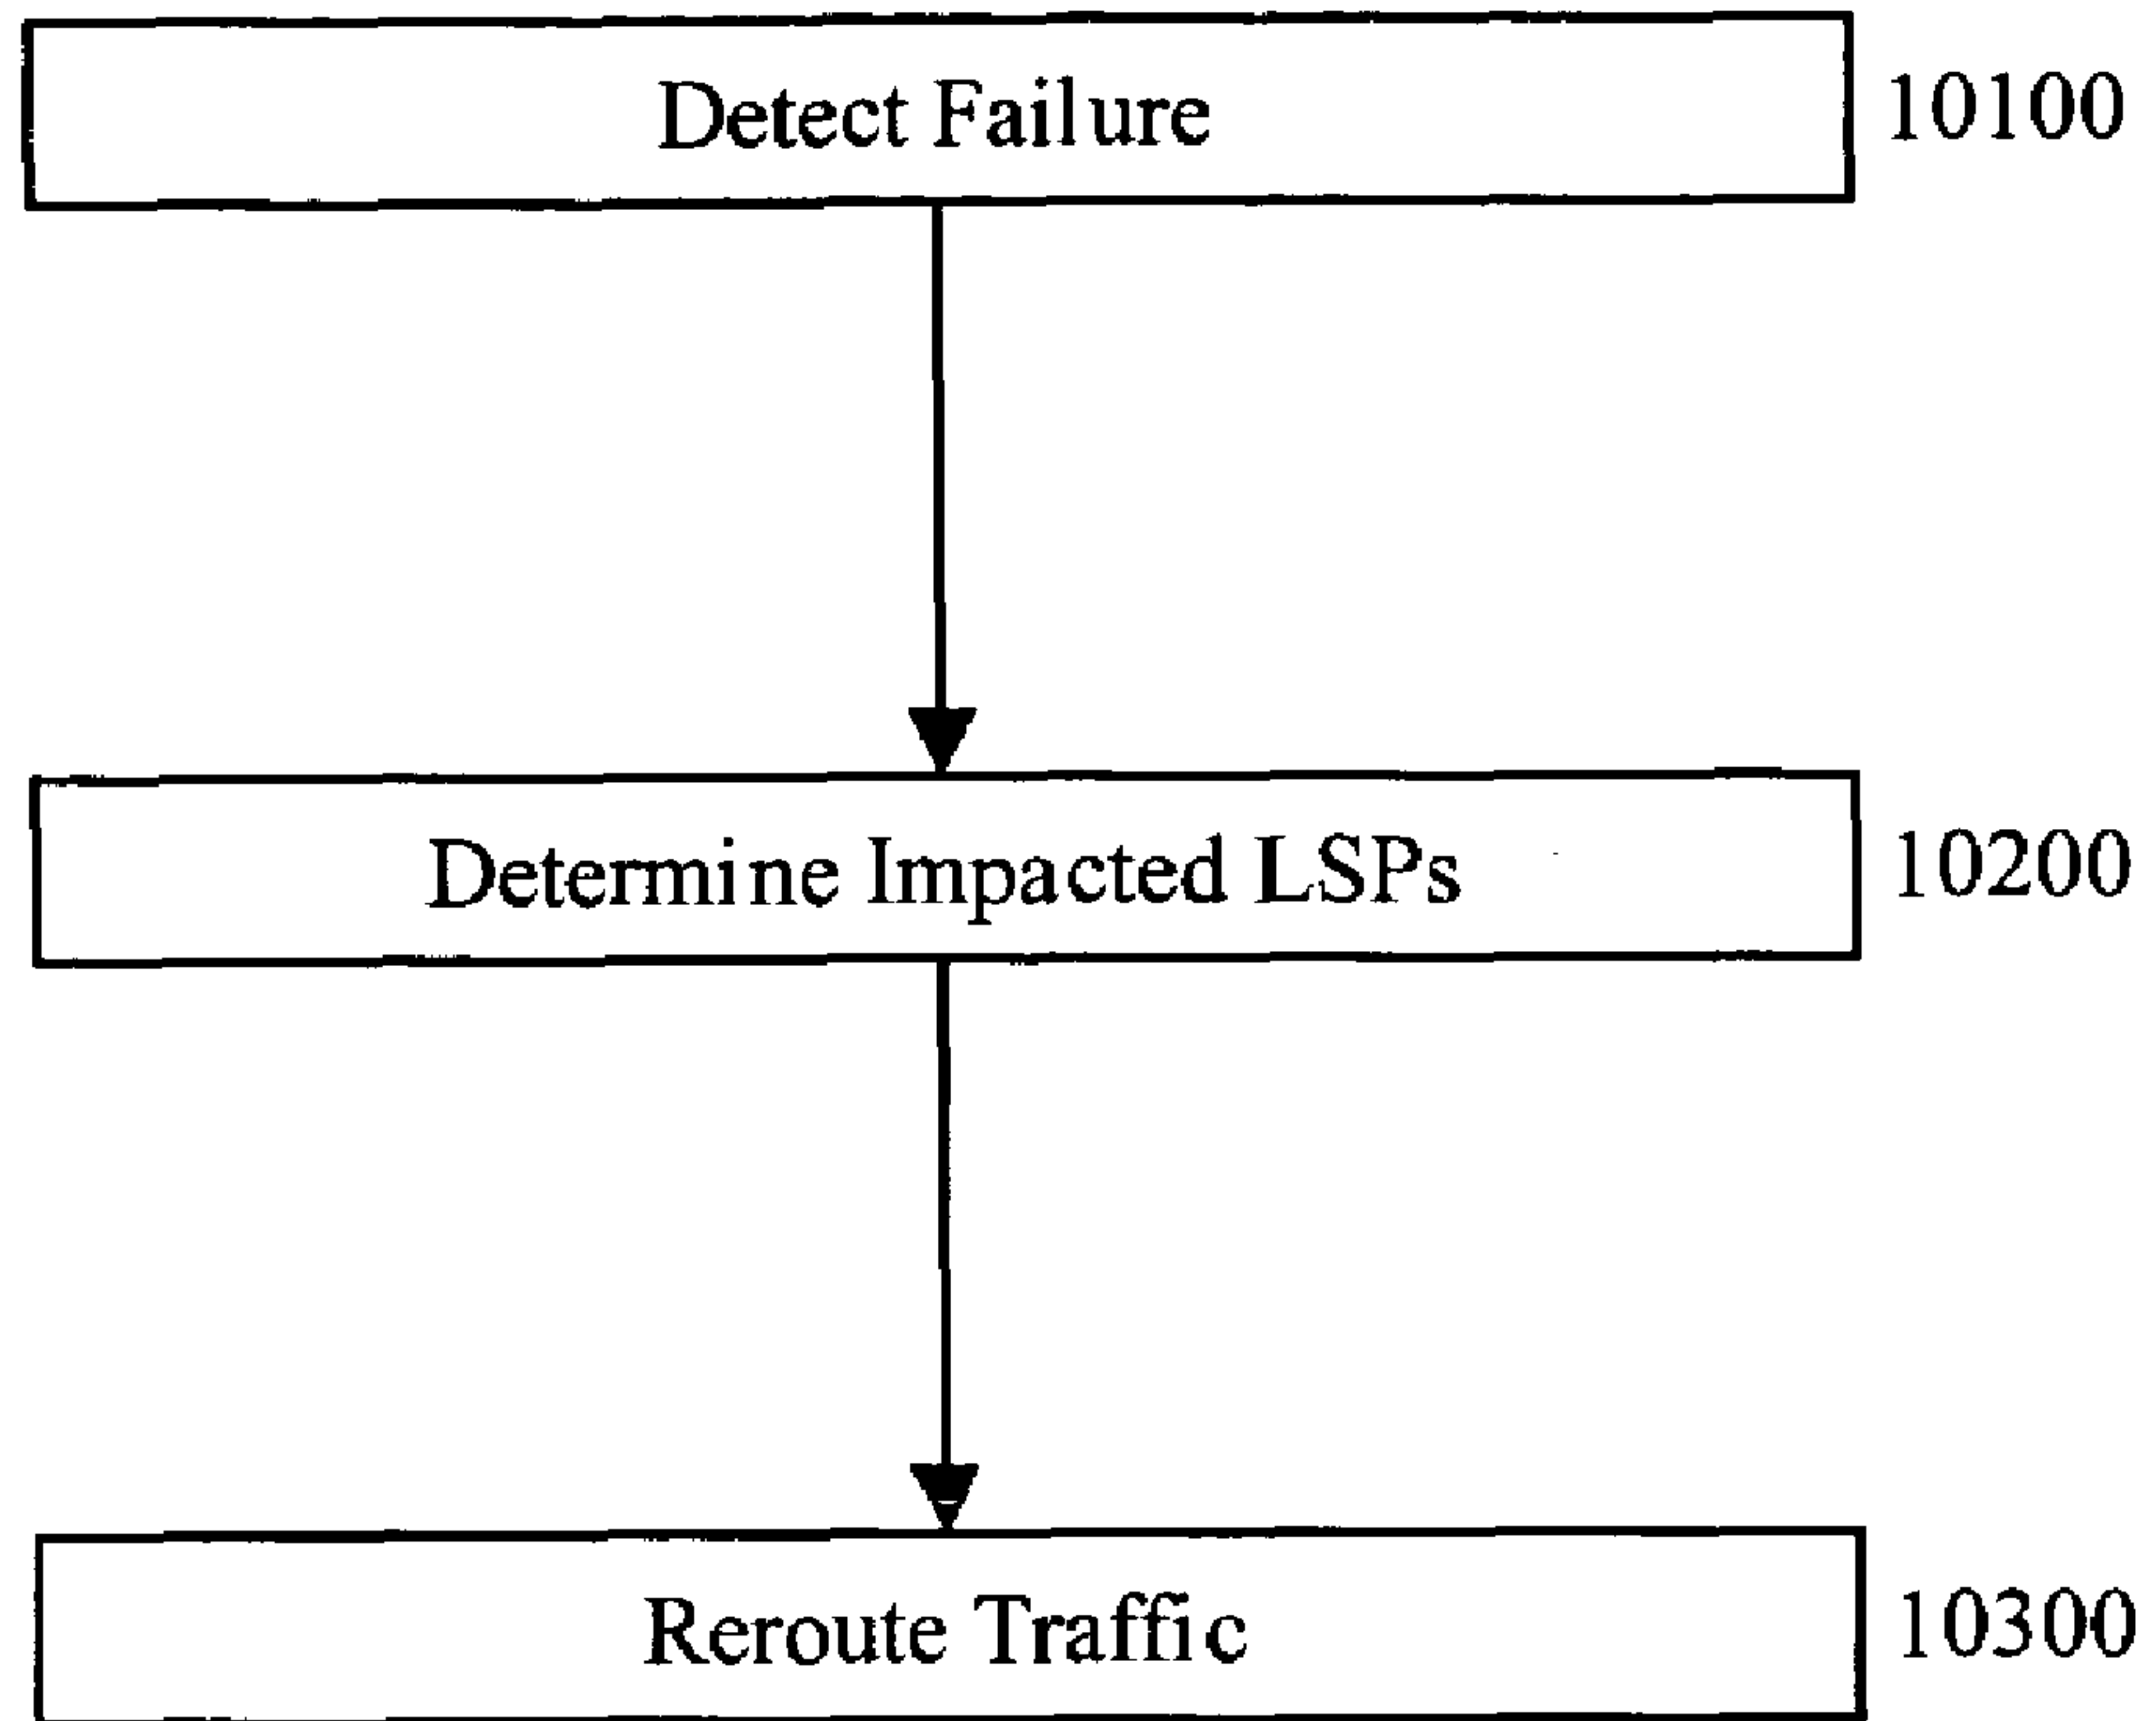 Detect Failure 10100
Determine Impacted LSPs 10200
Reroute Traffic 10300